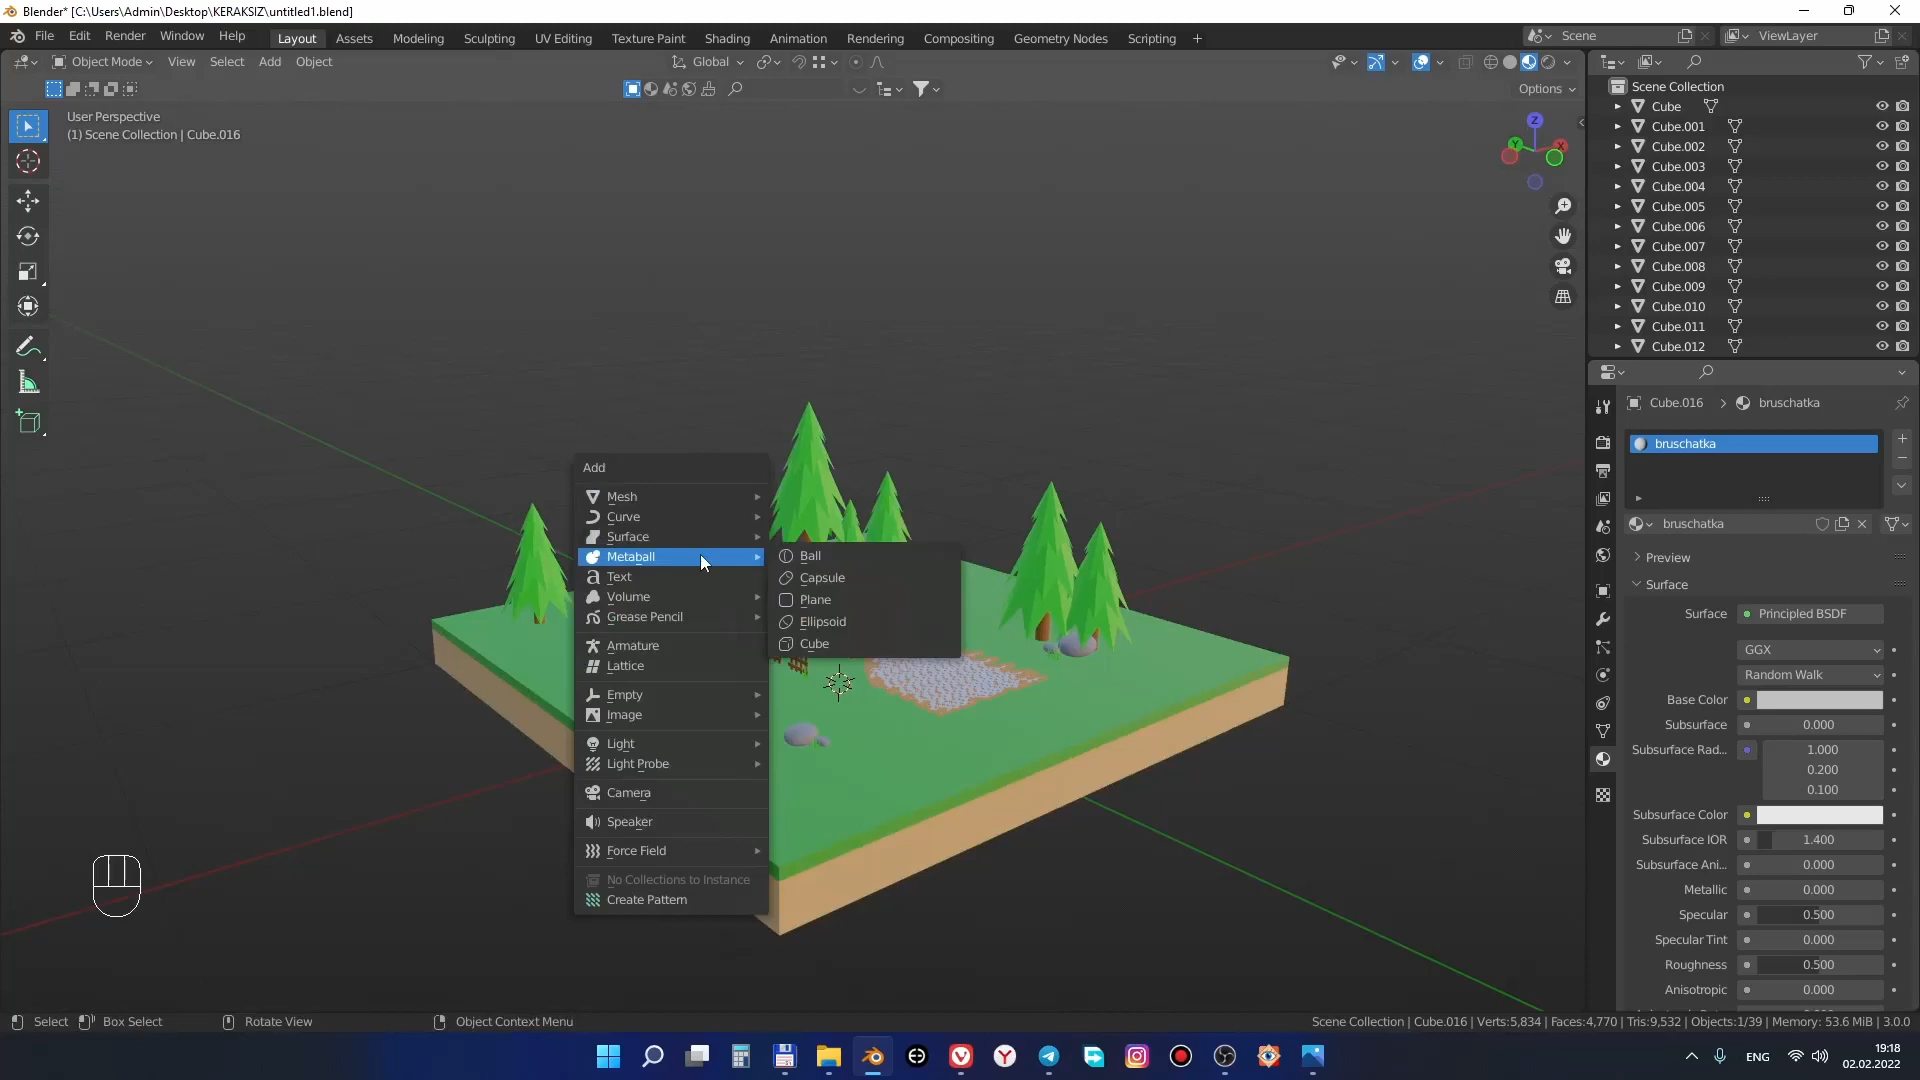 Blender* [C:\Users\Admin\Desktop\KERAKSIZ\untitled1.blend]
File Edit Render Window Help Layout Assets Modeling Sculpting UV Editing Texture Paint Shading Animation Rendering Compositing Geometry Nodes Scripting + Scene ViewLayer
Object Mode View Select Add Object Global
Options
User Perspective
(1) Scene Collection | Cube.016
Z
Y
X
Scene Collection
Cube
Cube.001
Cube.002
Cube.003
Cube.004
Cube.005
Cube.006
Cube.007
Cube.008
Cube.009
Cube.010
Cube.011
Cube.012
Cube.016 > bruschatka
bruschatka
bruschatka
Preview
Surface
Surface Principled BSDF
GGX
Random Walk
Base Color
Subsurface 0.000
Subsurface Rad... 1.000
0.200
0.100
Subsurface Color
Subsurface IOR 1.400
Subsurface Ani... 0.000
Metallic 0.000
Specular 0.500
Specular Tint 0.000
Roughness 0.500
Anisotropic 0.000
Add
Mesh
Curve
Surface
Metaball
Text
Volume
Grease Pencil
Armature
Lattice
Empty
Image
Light
Light Probe
Camera
Speaker
Force Field
No Collections to Instance
Create Pattern
Ball
Capsule
Plane
Ellipsoid
Cube
Select Box Select Rotate View Object Context Menu
Scene Collection | Cube.016 | Verts:5,834 | Faces:4,770 | Tris:9,532 | Objects:1/39 | Memory: 53.6 MiB | 3.0.0
ENG
19:18
02.02.2022